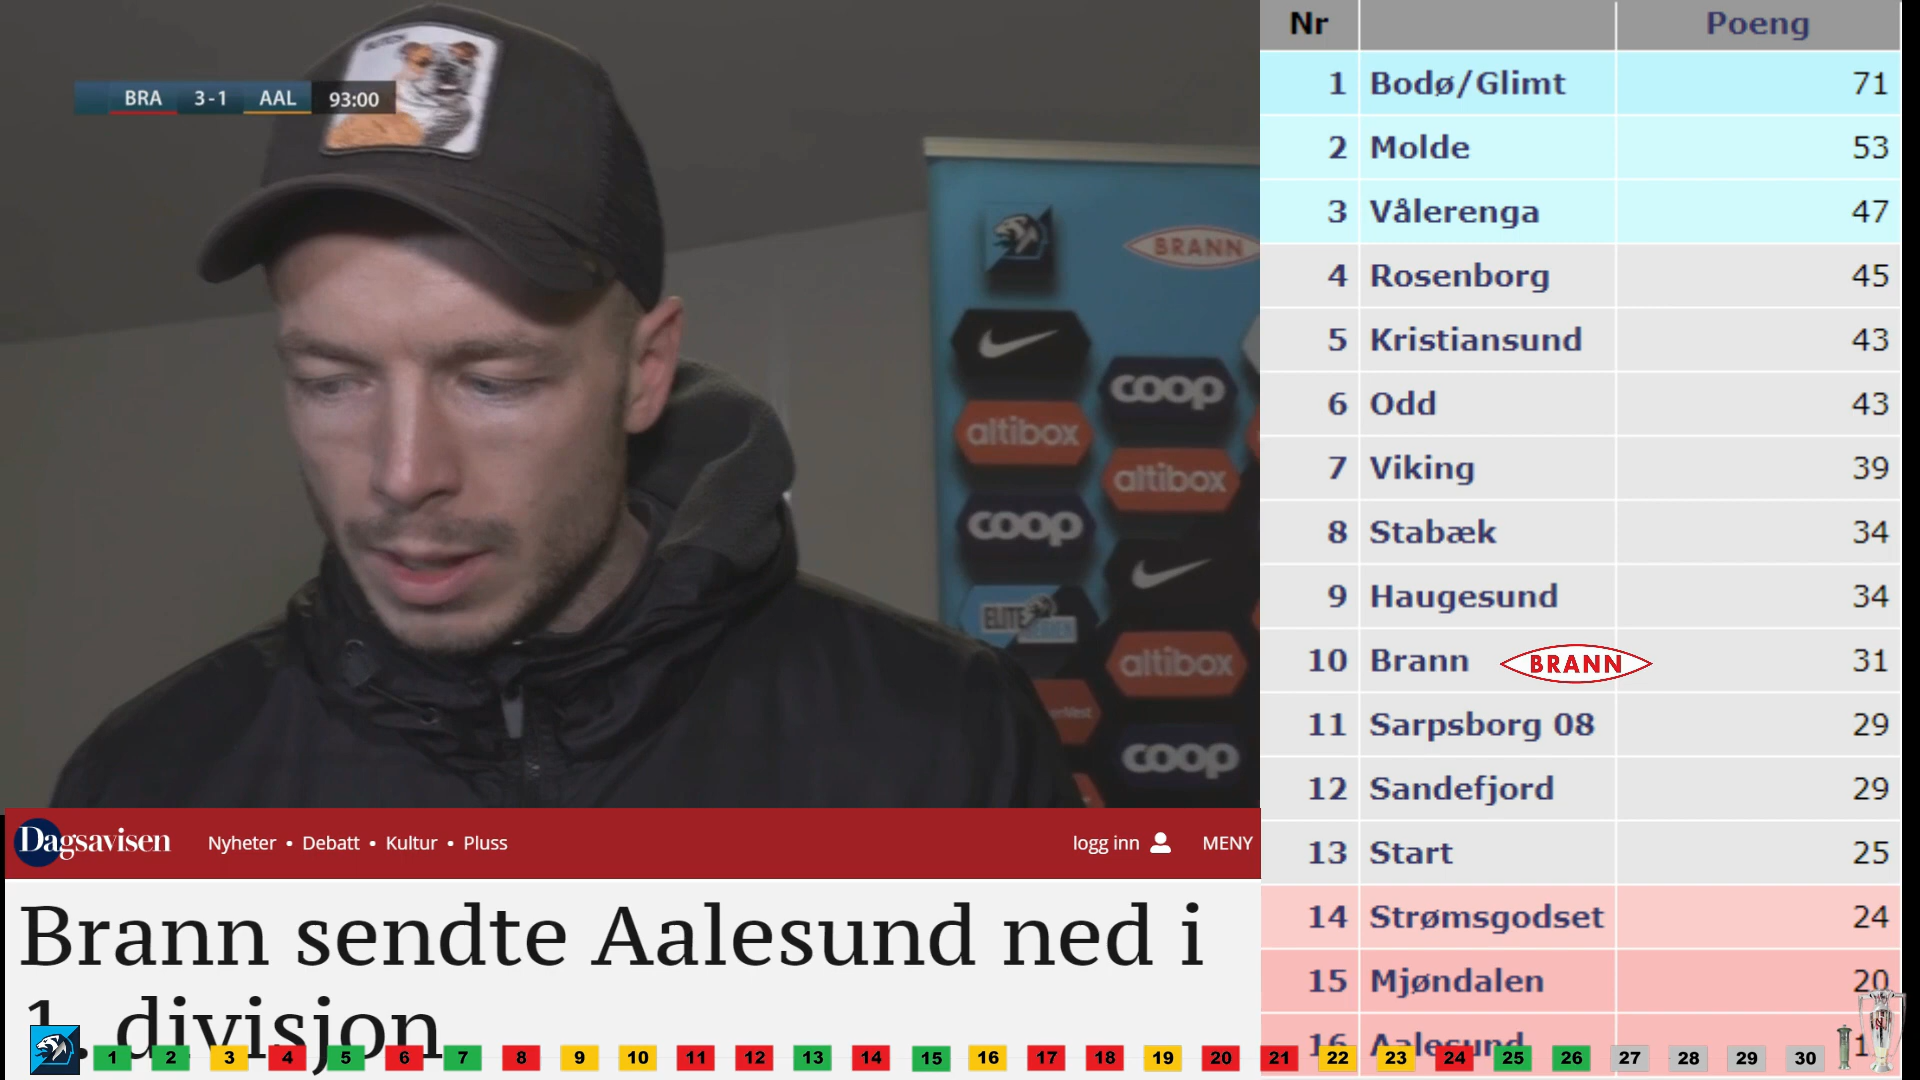 BRA 3-1 AAL 93:00
BRANN
coop
altibox
altibox
coop
ELITE
altibox
coop
Dagsavisen Nyheter • Debatt • Kultur • Pluss logg inn MENY
Brann sendte Aalesund ned i
1. divisjon
Nr Poeng
1 Bodø/Glimt 71
2 Molde 53
3 Vålerenga 47
4 Rosenborg 45
5 Kristiansund 43
6 Odd 43
7 Viking 39
8 Stabæk 34
9 Haugesund 34
10 Brann BRANN 31
11 Sarpsborg 08 29
12 Sandefjord 29
13 Start 25
14 Strømsgodset 24
15 Mjøndalen 20
16 Aalesund
1 2 3 4 5 6 7 8 9 10 11 12 13 14 15 16 17 18 19 20 21 22 23 24 25 26 27 28 29 30